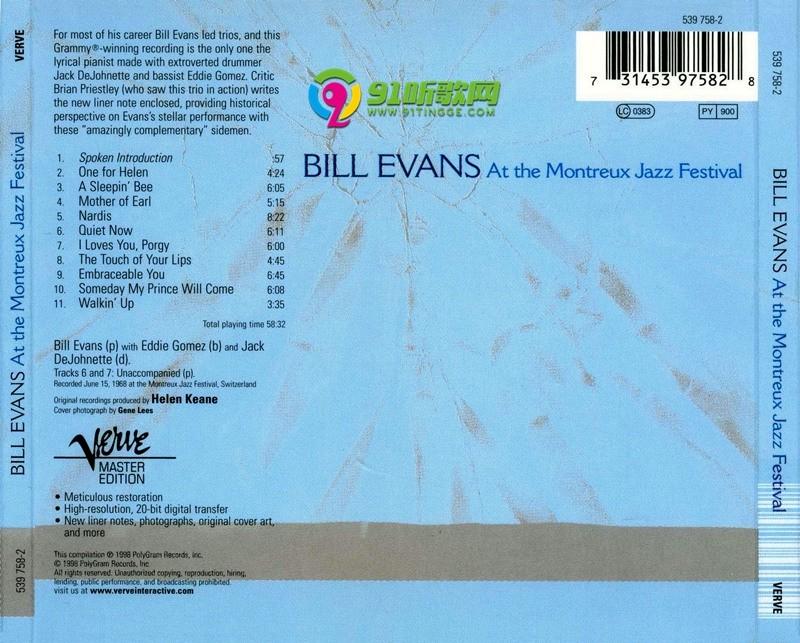 VERVE
BILL EVANS At the Montreux Jazz Festival
539 758-2
For most of his career Bill Evans led trios, and this
Grammy®-winning recording is the only one the
lyrical pianist made with extroverted drummer
Jack DeJohnette and bassist Eddie Gomez. Critic
Brian Priestley (who saw this trio in action) writes
the new liner note enclosed, providing historical
perspective on Evans's stellar performance with
these "amazingly complementary" sidemen.
1. Spoken Introduction :57
2. One for Helen 4:24
3. A Sleepin' Bee 6:05
4. Mother of Earl 5:15
5. Nardis 8:22
6. Quiet Now 6:11
7. I Loves You, Porgy 6:00
8. The Touch of Your Lips 4:45
9. Embraceable You 6:45
10. Someday My Prince Will Come 6:08
11. Walkin' Up 3:35
Total playing time 58:32
Bill Evans (p) with Eddie Gomez (b) and Jack
DeJohnette (d).
Tracks 6 and 7: Unaccompanied (p).
Recorded June 15, 1968 at the Montreux Jazz Festival, Switzerland
Original recordings produced by Helen Keane
Cover photograph by Gene Lees
Verve
MASTER
EDITION
• Meticulous restoration
• High-resolution, 20-bit digital transfer
• New liner notes, photographs, original cover art,
and more
This compilation ℗ 1998 PolyGram Records, Inc.
© 1998 PolyGram Records, Inc
All rights reserved. Unauthorized copying, reproduction, hiring,
lending, public performance, and broadcasting prohibited.
visit us at www.verveinteractive.com
91听歌网
WWW.91TINGGE.COM
539 758-2
7 31453 97582 8
LC 0383
PY 900
BILL EVANS At the Montreux Jazz Festival
539 758-2
BILL EVANS At the Montreux Jazz Festival
VERVE